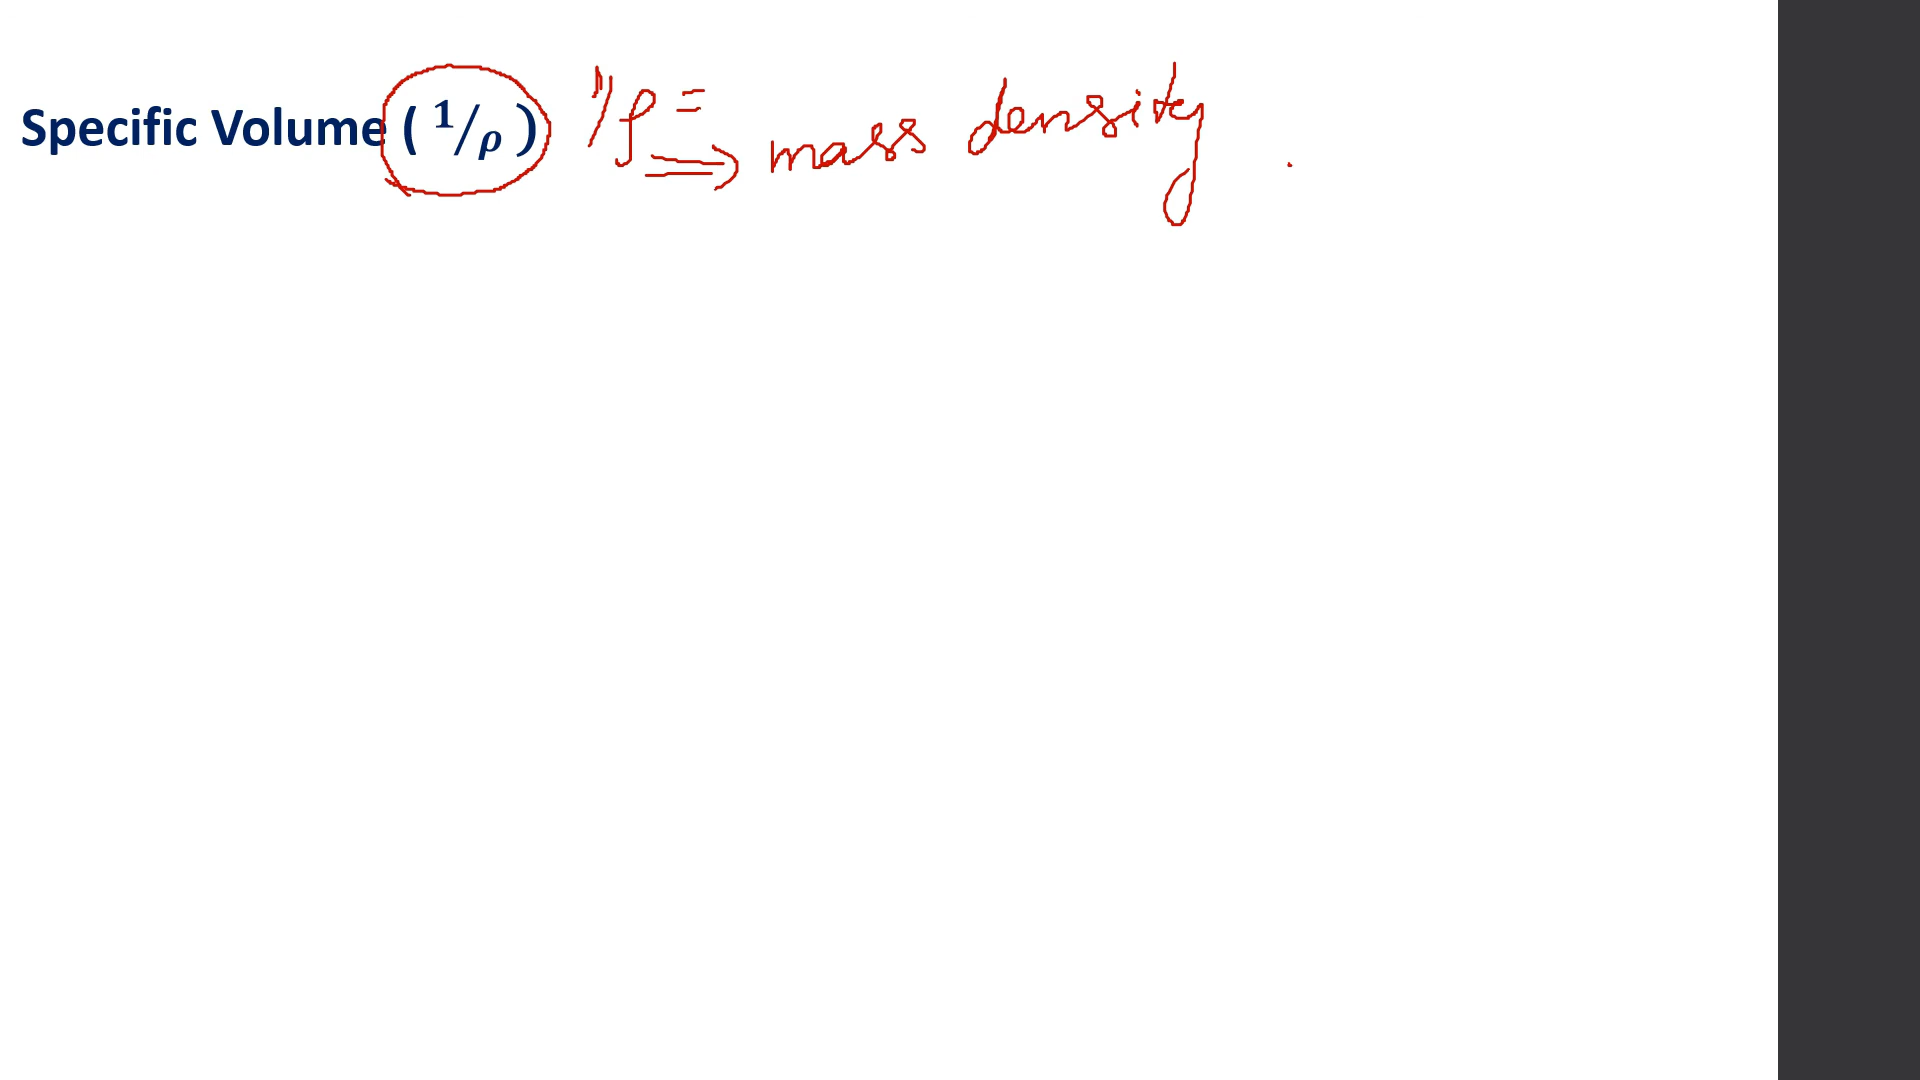 Specific Volume ( 1/ρ ) 1/ρ = ⇒ mass density